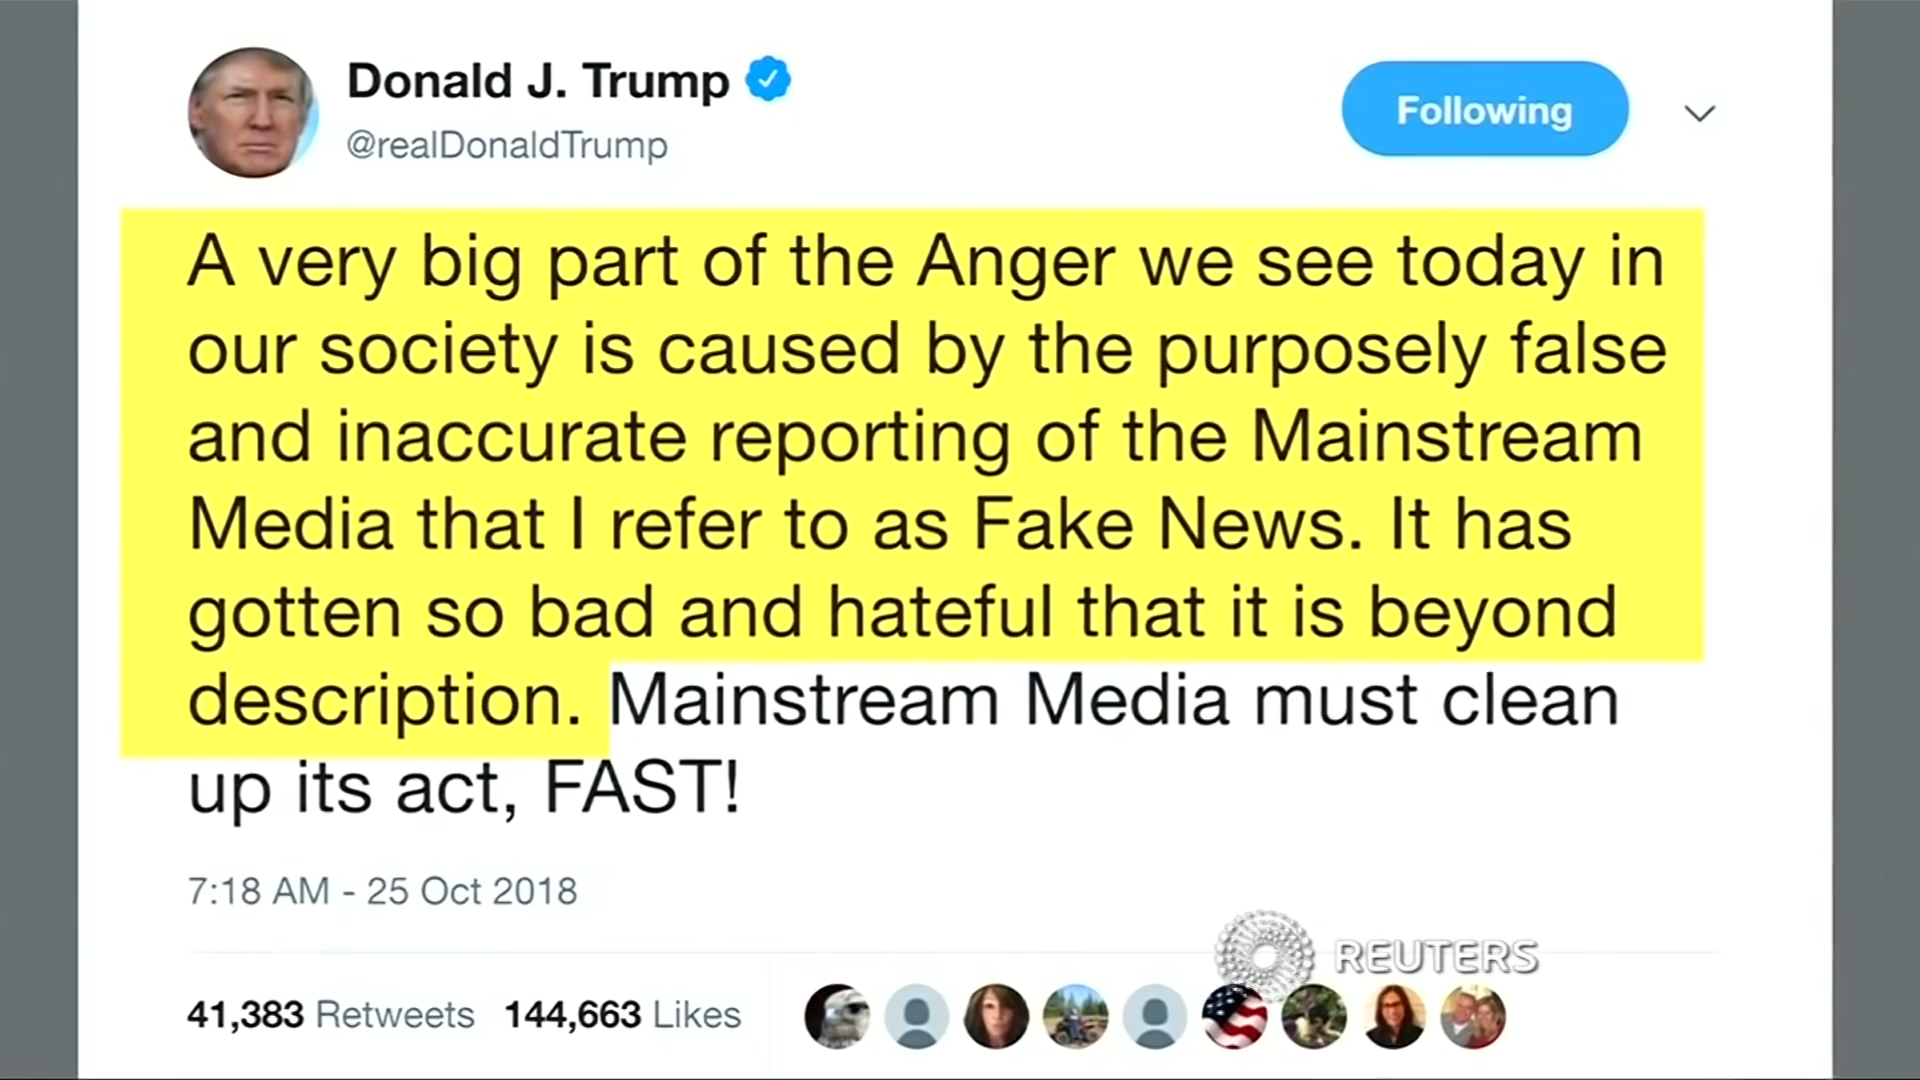 Donald J. Trump
@realDonaldTrump
Following
A very big part of the Anger we see today in
our society is caused by the purposely false
and inaccurate reporting of the Mainstream
Media that I refer to as Fake News. It has
gotten so bad and hateful that it is beyond
description. Mainstream Media must clean
up its act, FAST!
7:18 AM - 25 Oct 2018
REUTERS
41,383 Retweets 144,663 Likes